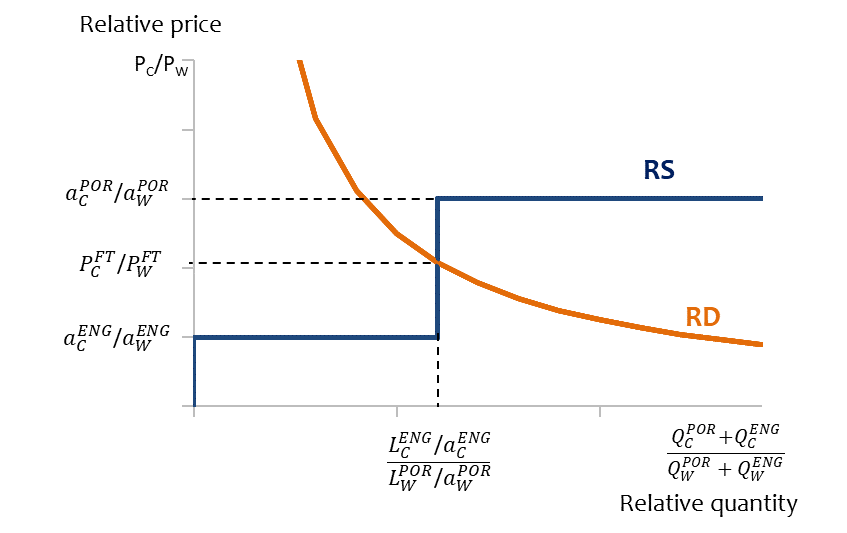 Relative price
P_C/P_W
a_C^{POR}/a_W^{POR}
RS
P_C^{FT}/P_W^{FT}
RD
a_C^{ENG}/a_W^{ENG}
L_C^{ENG}/a_C^{ENG}
L_W^{POR}/a_W^{POR}
Q_C^{POR}+Q_C^{ENG}
Q_W^{POR} + Q_W^{ENG}
Relative quantity